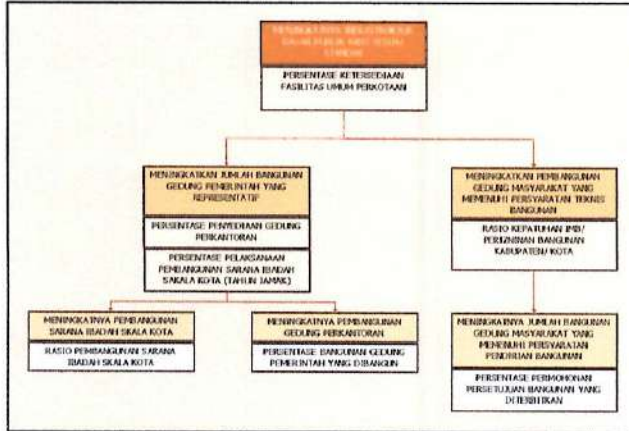 MENINGKATNYA INFRASTRUKTUR
STANDAR
PERSENTASE KETERSEDIAAN
FASILITAS UMUM PERKOTAAN
MENINGKATKAN JUMLAH BANGUNAN
GEDUNG PEMERINTAH YANG
REPRESENTATIF
PERSENTASE PENYEDIAAN GEDUNG
PERKANTORAN
PERSENTASE PELAKSANAAN
PEMBANGUNAN SARANA IBADAH
SAKALA KOTA (TAHUN JAMAK)
MENINGKATKAN PEMBANGUNAN
GEDUNG MASYARAKAT YANG
MEMENUHI PERSYARATAN TEKNIS
BANGUNAN
RASIO KEPATUHAN IMB/
PERIZINAN BANGUNAN
KABUPATEN/ KOTA
MENINGKATNYA PEMBANGUNAN
SARANA IBADAH SKALA KOTA
RASIO PEMBANGUNAN SARANA
IBADAH SKALA KOTA
MENINGKATNYA PEMBANGUNAN
GEDUNG PERKANTORAN
PERSENTASE BANGUNAN GEDUNG
PEMERINTAH YANG DIBANGUN
MENINGKATNYA JUMLAH BANGUNAN
GEDUNG MASYARAKAT YANG
MEMENUHI PERSYARATAN
PENDIRIAN BANGUNAN
PERSENTASE PERMOHONAN
PERSETUJUAN BANGUNAN YANG
DITERBITKAN